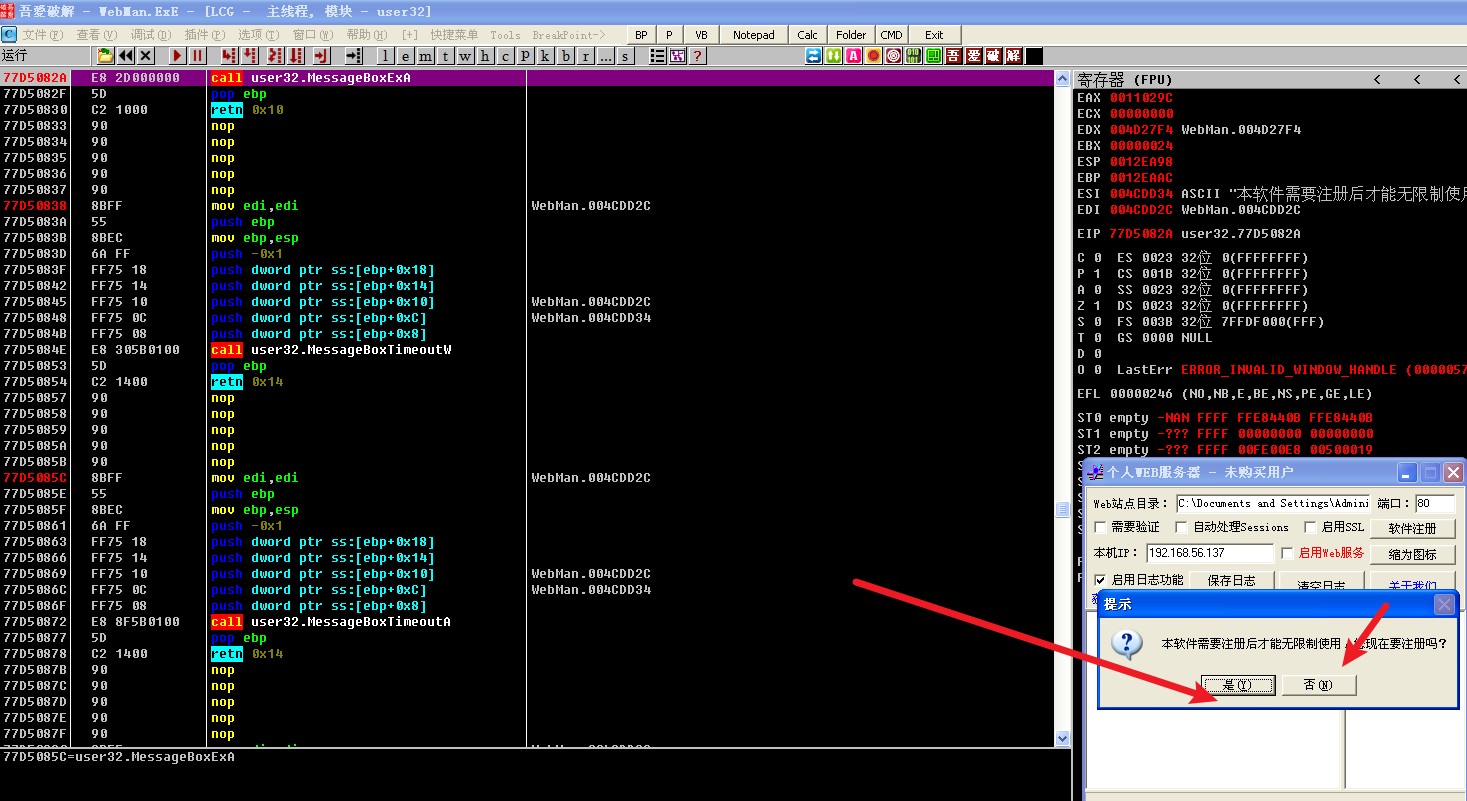 吾爱破解 - WebMan.ExE - [LCG -  主线程, 模块 - user32]
C 文件(F) 查看(V) 调试(D) 插件(P) 选项(T) 窗口(W) 帮助(H) [+] 快捷菜单 Tools BreakPoint-> BP P VB Notepad Calc Folder CMD Exit
运行 l e m t w h c p k b r ... s ? 吾 爱 破 解
77D5082A E8 2D000000 call user32.MessageBoxExA
77D5082F 5D pop ebp
77D50830 C2 1000 retn 0x10
77D50833 90 nop
77D50834 90 nop
77D50835 90 nop
77D50836 90 nop
77D50837 90 nop
77D50838 8BFF mov edi,edi WebMan.004CDD2C
77D5083A 55 push ebp
77D5083B 8BEC mov ebp,esp
77D5083D 6A FF push -0x1
77D5083F FF75 18 push dword ptr ss:[ebp+0x18]
77D50842 FF75 14 push dword ptr ss:[ebp+0x14]
77D50845 FF75 10 push dword ptr ss:[ebp+0x10] WebMan.004CDD2C
77D50848 FF75 0C push dword ptr ss:[ebp+0xC] WebMan.004CDD34
77D5084B FF75 08 push dword ptr ss:[ebp+0x8]
77D5084E E8 305B0100 call user32.MessageBoxTimeoutW
77D50853 5D pop ebp
77D50854 C2 1400 retn 0x14
77D50857 90 nop
77D50858 90 nop
77D50859 90 nop
77D5085A 90 nop
77D5085B 90 nop
77D5085C 8BFF mov edi,edi WebMan.004CDD2C
77D5085E 55 push ebp
77D5085F 8BEC mov ebp,esp
77D50861 6A FF push -0x1
77D50863 FF75 18 push dword ptr ss:[ebp+0x18]
77D50866 FF75 14 push dword ptr ss:[ebp+0x14]
77D50869 FF75 10 push dword ptr ss:[ebp+0x10] WebMan.004CDD2C
77D5086C FF75 0C push dword ptr ss:[ebp+0xC] WebMan.004CDD34
77D5086F FF75 08 push dword ptr ss:[ebp+0x8]
77D50872 E8 8F5B0100 call user32.MessageBoxTimeoutA
77D50877 5D pop ebp
77D50878 C2 1400 retn 0x14
77D5087B 90 nop
77D5087C 90 nop
77D5087D 90 nop
77D5087E 90 nop
77D5087F 90 nop
77D5085C=user32.MessageBoxExA
寄存器 (FPU) < < <
EAX 0011029C
ECX 00000000
EDX 004D27F4 WebMan.004D27F4
EBX 00000024
ESP 0012EA98
EBP 0012EAAC
ESI 004CDD34 ASCII "本软件需要注册后才能无限制使用
EDI 004CDD2C WebMan.004CDD2C
EIP 77D5082A user32.77D5082A
C 0 ES 0023 32位 0(FFFFFFFF)
P 1 CS 001B 32位 0(FFFFFFFF)
A 0 SS 0023 32位 0(FFFFFFFF)
Z 1 DS 0023 32位 0(FFFFFFFF)
S 0 FS 003B 32位 7FFDF000(FFF)
T 0 GS 0000 NULL
D 0
O 0 LastErr ERROR_INVALID_WINDOW_HANDLE (0000057
EFL 00000246 (NO,NB,E,BE,NS,PE,GE,LE)
ST0 empty -NAN FFFF FFE8440B FFE8440B
ST1 empty -??? FFFF 00000000 00000000
ST2 empty -??? FFFF 00FE00E8 00500019
个人WEB服务器 - 未购买用户
Web站点目录： C:\Documents and Settings\Admini 端口： 80
需要验证 自动处理Sessions 启用SSL 软件注册
本机IP： 192.168.56.137 启用Web服务 缩为图标
启用日志功能 保存日志 清空日志 关于我们
提示
本软件需要注册后才能无限制使用 现在要注册吗？
是(Y) 否(N)